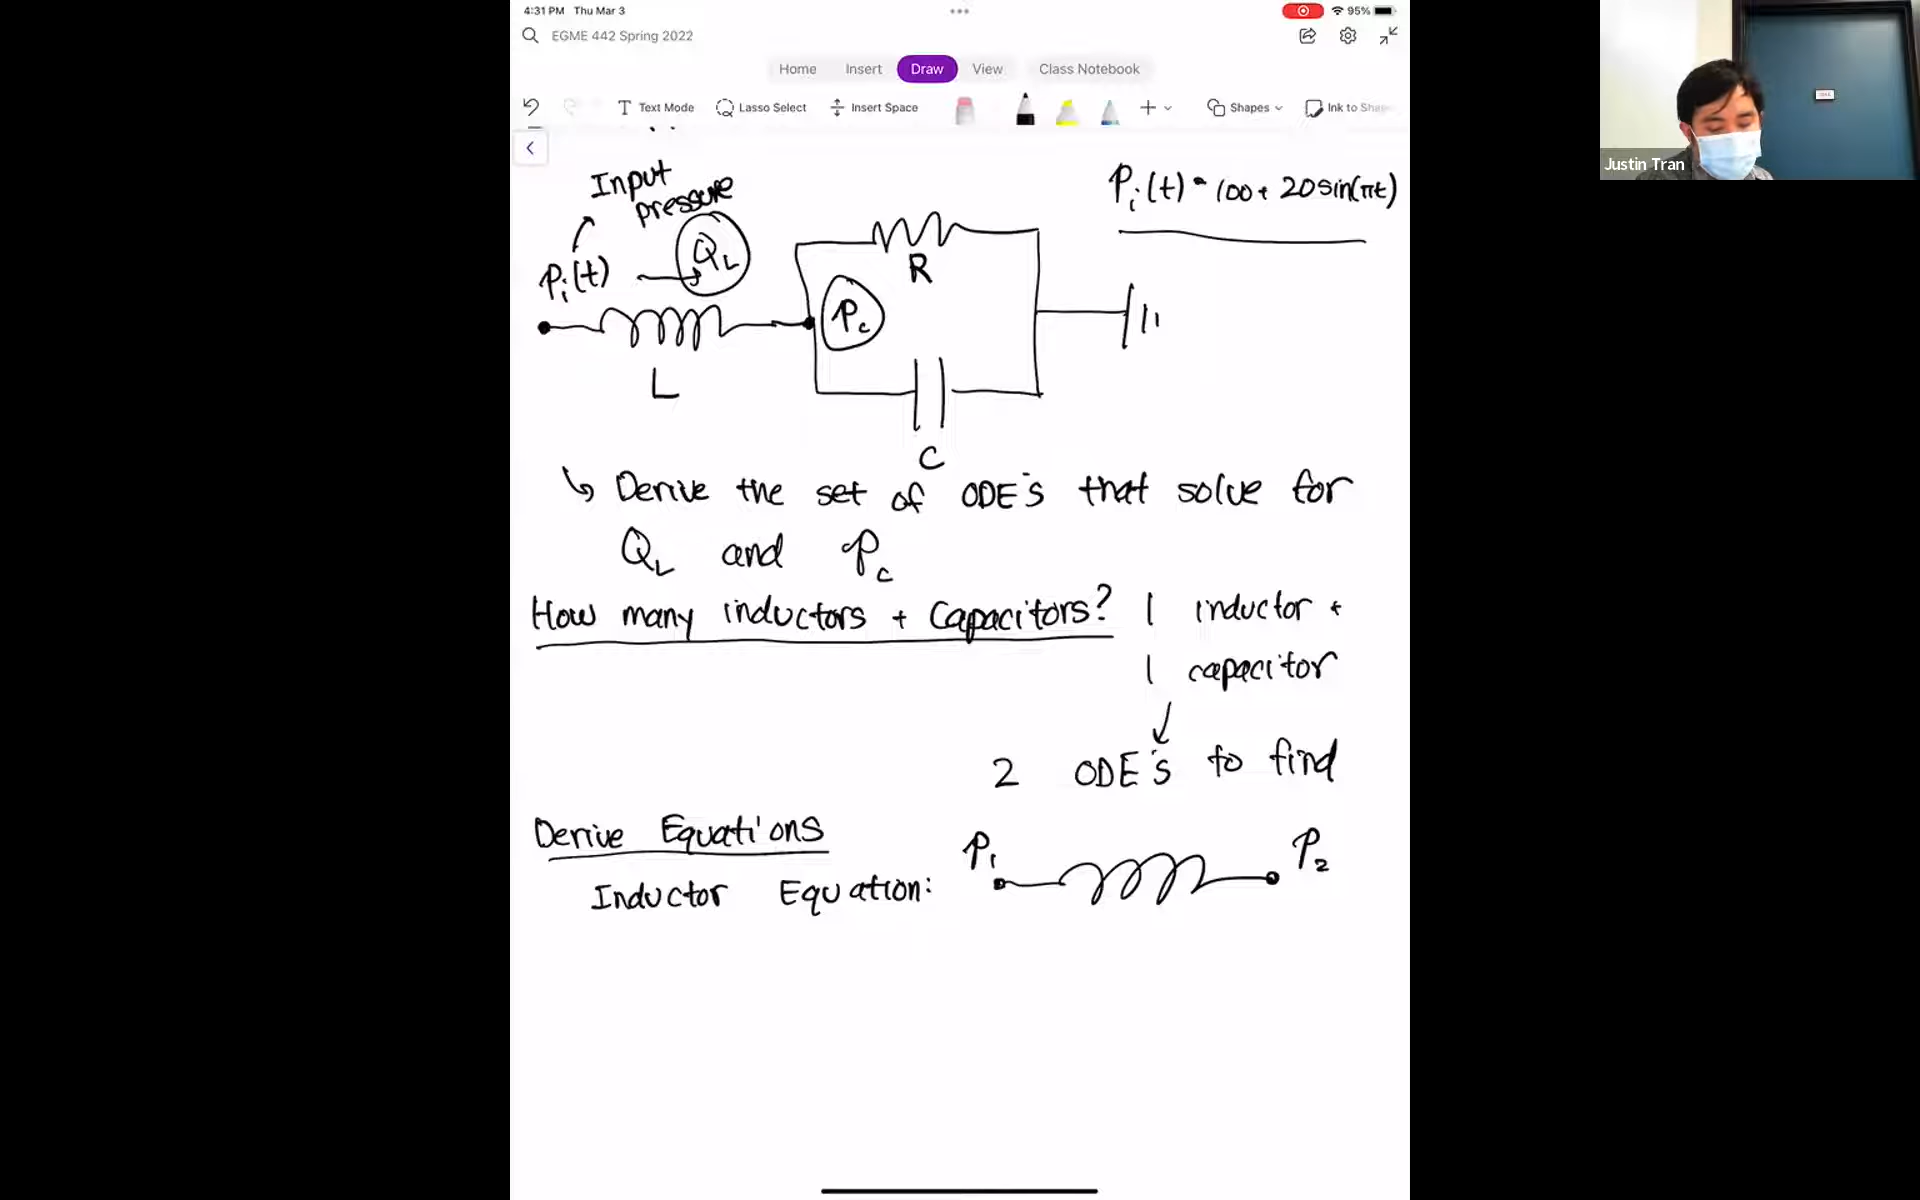 4:31 PM Thu Mar 3
95%
EGME 442 Spring 2022
Home Insert Draw View Class Notebook
Text Mode Lasso Select Insert Space Shapes Ink to Sha
Justin Tran
Input
pressure
Pi(t) = 100 + 20sin(πt)
Pi(t) → QL
R
Pc
L
C
↳ Derive the set of ODE's that solve for
QL and Pc
How many inductors + Capacitors? 1 inductor +
1 capacitor
↓
2 ODE's to find
Derive Equations
P1 P2
Inductor Equation: